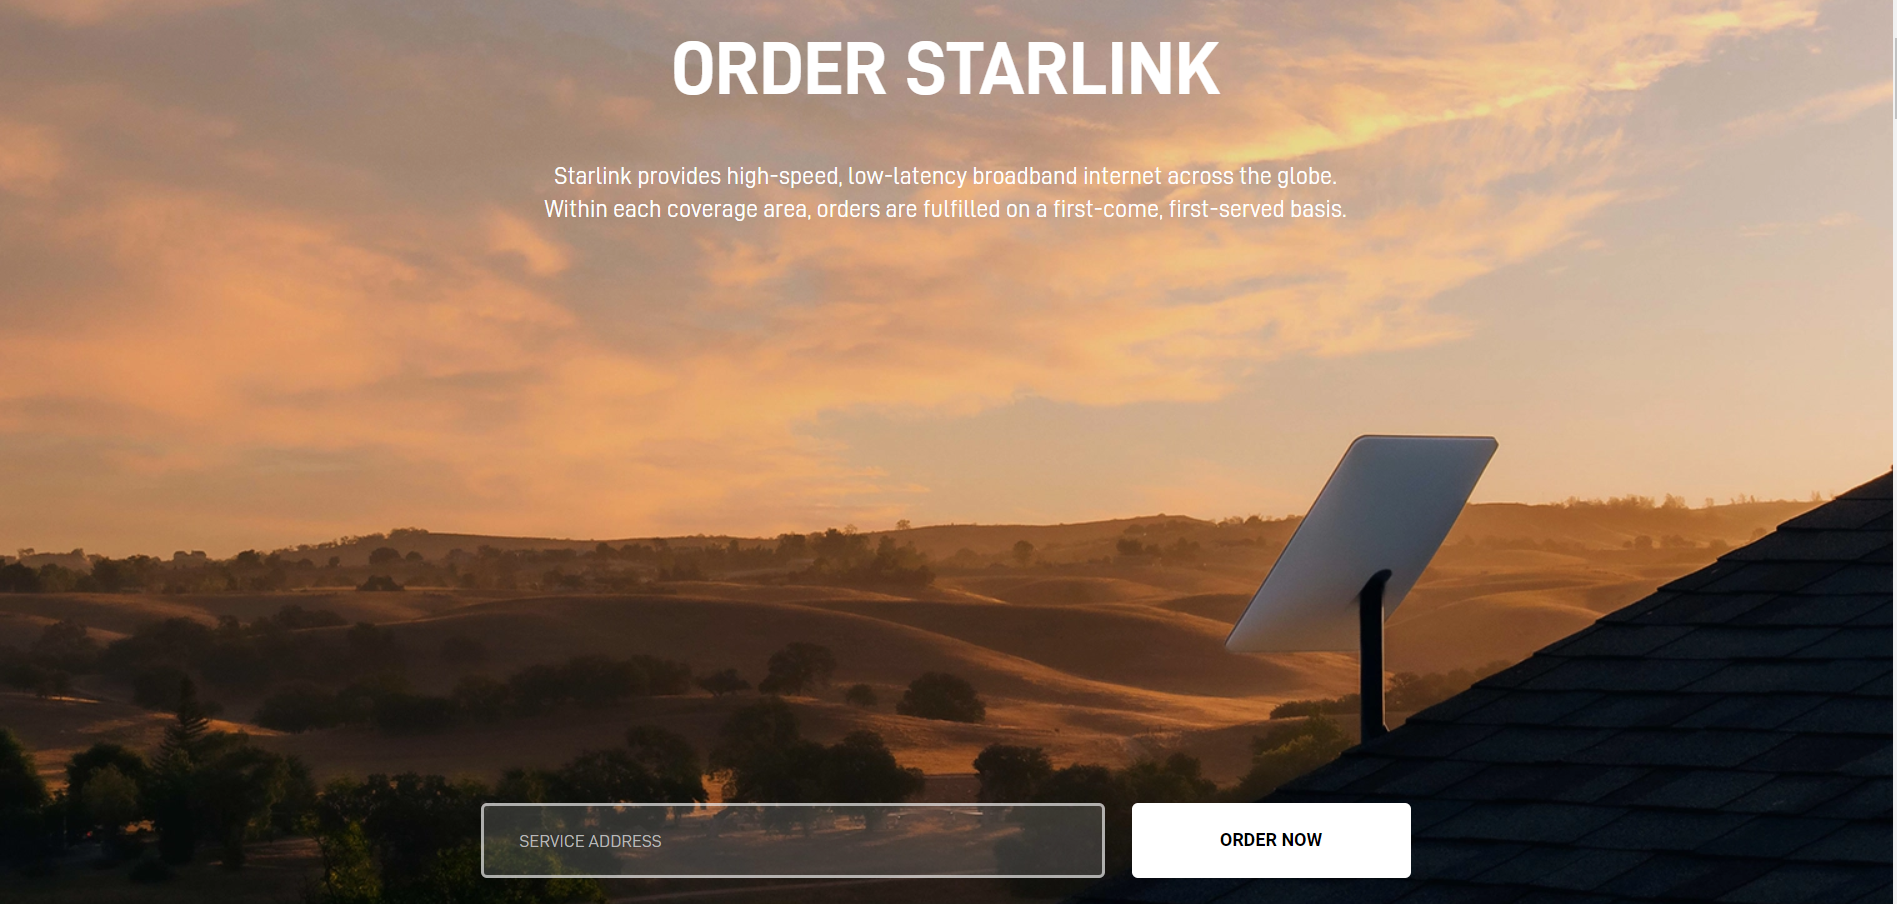 ORDER STARLINK
Starlink provides high-speed, low-latency broadband internet across the globe.
Within each coverage area, orders are fulfilled on a first-come, first-served basis.
SERVICE ADDRESS
ORDER NOW